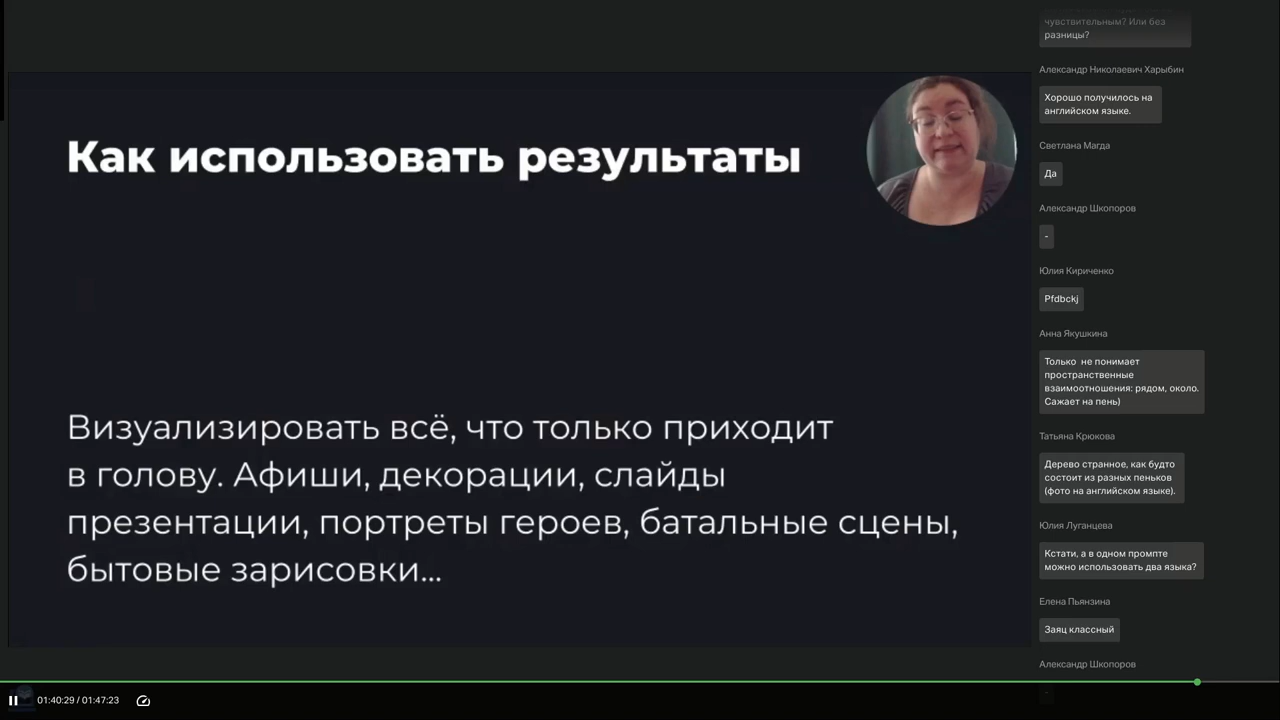 Как использовать результаты
Визуализировать всё, что только приходит
в голову. Афиши, декорации, слайды
презентации, портреты героев, батальные сцены,
бытовые зарисовки...
чувствительным? Или без
разницы?
Александр Николаевич Харыбин
Хорошо получилось на
английском языке.
Светлана Магда
Да
Александр Шкопоров
-
Юлия Кириченко
Pfdbckj
Анна Якушкина
Только не понимает
пространственные
взаимоотношения: рядом, около.
Сажает на пень)
Татьяна Крюкова
Дерево странное, как будто
состоит из разных пеньков
(фото на английском языке).
Юлия Луганцева
Кстати, а в одном промпте
можно использовать два языка?
Елена Пьянзина
Заяц классный
Александр Шкопоров
-
01:40:29 / 01:47:23